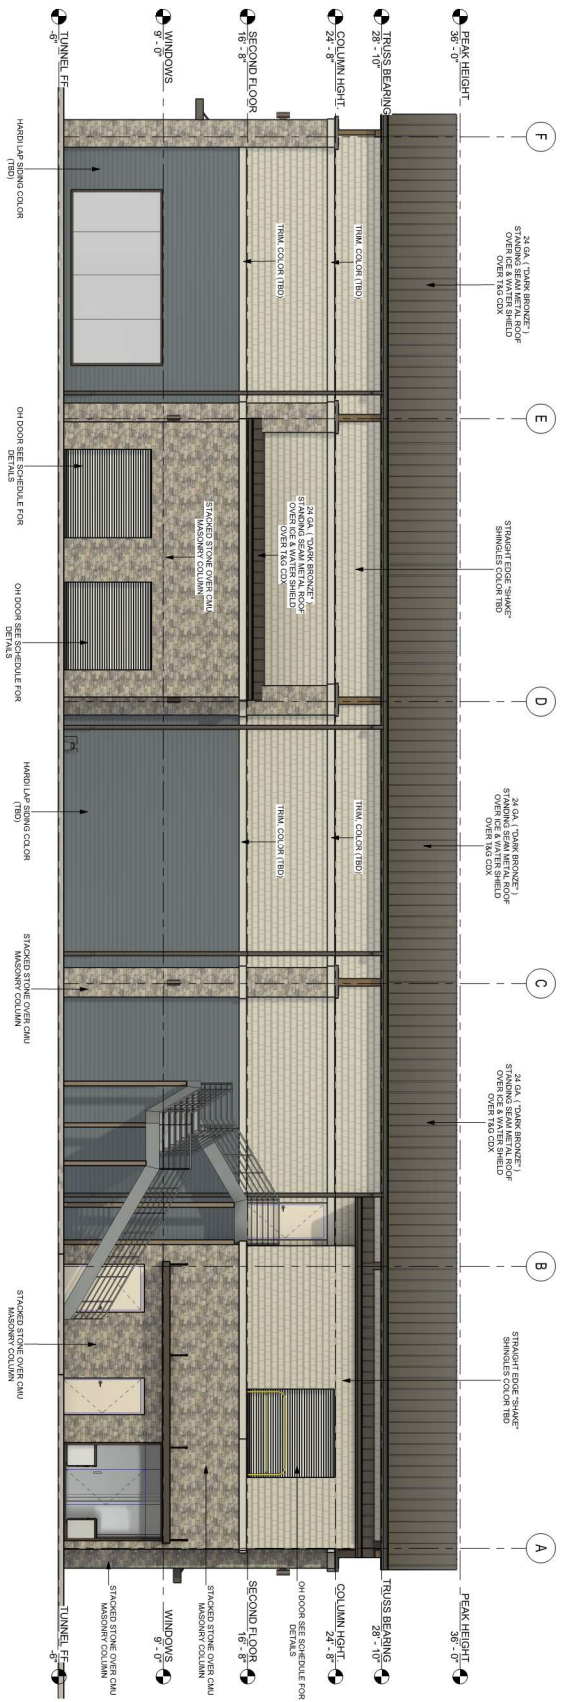 F
E
D
C
B
A
24 GA. ( "DARK BRONZE" )
STANDING SEAM METAL ROOF
OVER ICE & WATER SHIELD
OVER T&G CDX
STRAIGHT EDGE "SHAKE"
SHINGLES COLOR TBD
24 GA. ( "DARK BRONZE" )
STANDING SEAM METAL ROOF
OVER ICE & WATER SHIELD
OVER T&G CDX
24 GA. ( "DARK BRONZE" )
STANDING SEAM METAL ROOF
OVER ICE & WATER SHIELD
OVER T&G CDX
STRAIGHT EDGE "SHAKE"
SHINGLES COLOR TBD
PEAK HEIGHT
36' - 0"
TRUSS BEARING
28' - 10"
COLUMN HGHT.
24' - 8"
SECOND FLOOR
16' - 8"
WINDOWS
9' - 0"
TUNNEL FF
-6"
PEAK HEIGHT
36' - 0"
TRUSS BEARING
28' - 10"
COLUMN HGHT.
24' - 8"
SECOND FLOOR
16' - 8"
WINDOWS
9' - 0"
TUNNEL FF
-6"
TRIM, COLOR (TBD)
TRIM, COLOR (TBD)
24 GA. ( "DARK BRONZE" )
STANDING SEAM METAL ROOF
OVER ICE & WATER SHIELD
OVER T&G CDX
STACKED STONE OVER CMU
MASONRY COLUMN
TRIM, COLOR (TBD)
TRIM, COLOR (TBD)
OH DOOR SEE SCHEDULE FOR
DETAILS
STACKED STONE OVER CMU
MASONRY COLUMN
STACKED STONE OVER CMU
MASONRY COLUMN
HARDI LAP SIDING COLOR
(TBD)
OH DOOR SEE SCHEDULE FOR
DETAILS
OH DOOR SEE SCHEDULE FOR
DETAILS
HARDI LAP SIDING COLOR
(TBD)
STACKED STONE OVER CMU
MASONRY COLUMN
STACKED STONE OVER CMU
MASONRY COLUMN